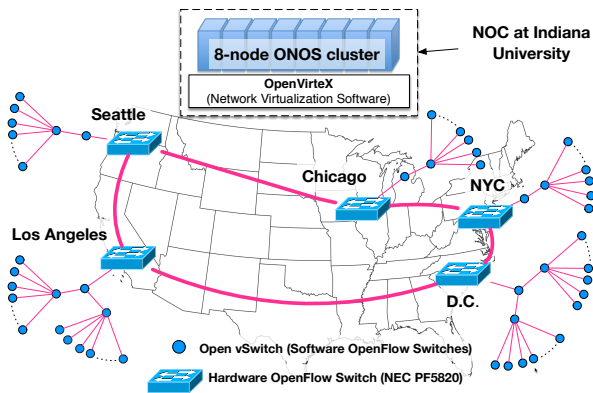 8-node ONOS cluster
OpenVirteX
(Network Virtualization Software)
NOC at Indiana
University
Seattle
Chicago
NYC
Los Angeles
D.C.
Open vSwitch (Software OpenFlow Switches)
Hardware OpenFlow Switch (NEC PF5820)